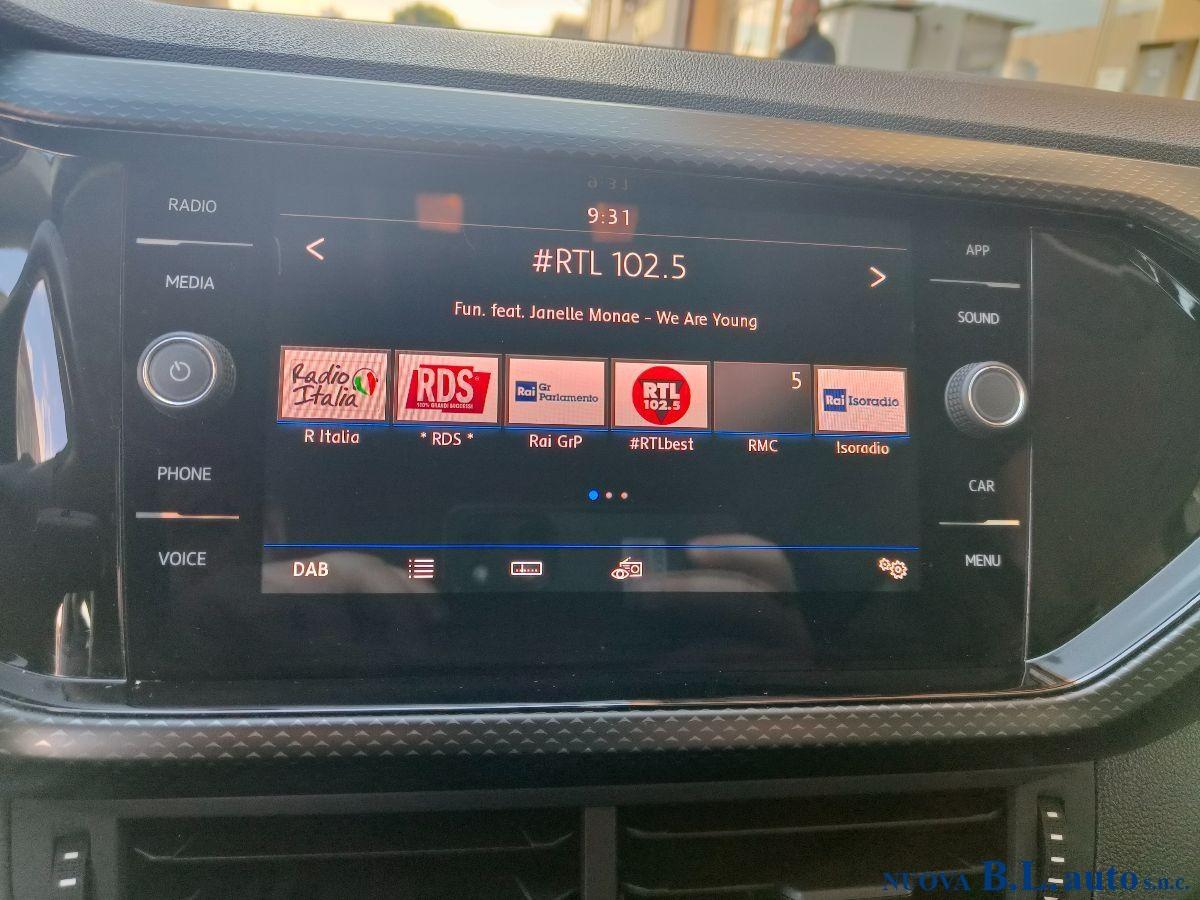 RADIO
MEDIA
PHONE
VOICE
9:31
9:31
#RTL 102.5
Fun. feat. Janelle Monae - We Are Young
Radio Italia
R Italia
RDS
100% GRANDI SUCCESSI
* RDS *
Rai Gr Parlamento
Rai GrP
RTL
102.5
#RTLbest
5
RMC
Rai Isoradio
Isoradio
DAB
APP
SOUND
CAR
MENU
NUOVA B.L. auto s.n.c.